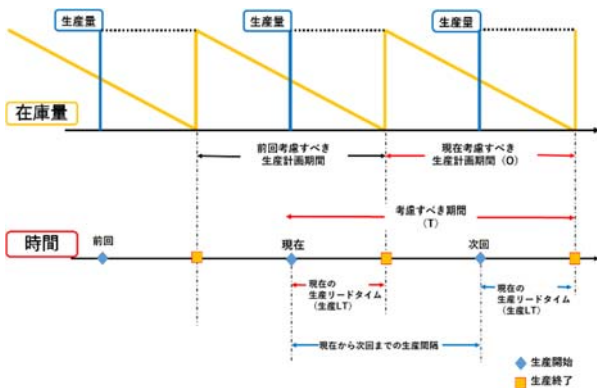 生産量
生産量
生産量
在庫量
前回考慮すべき
生産計画期間
現在考慮すべき
生産計画期間（O）
考慮すべき期間
（T）
時間
前回
現在
次回
現在の
生産リードタイム
（生産LT）
現在の
生産リードタイム
（生産LT）
現在から次回までの生産間隔
生産開始
生産終了